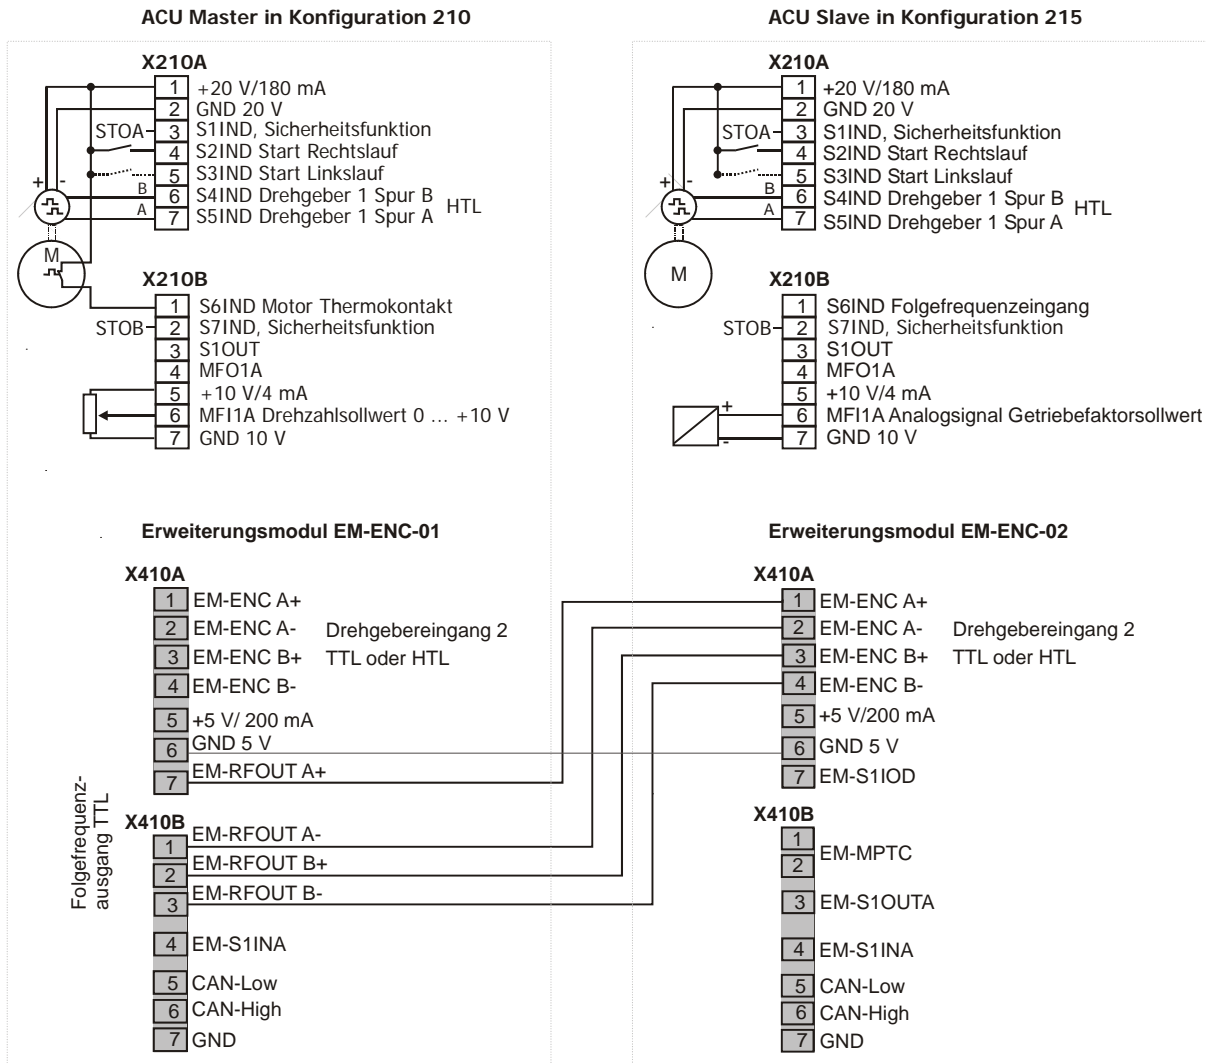 ACU Master in Konfiguration 210
X210A
1 +20 V/180 mA
2 GND 20 V
STOA 3 S1IND, Sicherheitsfunktion
4 S2IND Start Rechtslauf
5 S3IND Start Linkslauf
+ -
B 6 S4IND Drehgeber 1 Spur B
A 7 S5IND Drehgeber 1 Spur A
HTL
M
X210B
1 S6IND Motor Thermokontakt
STOB 2 S7IND, Sicherheitsfunktion
3 S1OUT
4 MFO1A
5 +10 V/4 mA
6 MFI1A Drehzahlsollwert 0 ... +10 V
7 GND 10 V
Erweiterungsmodul EM-ENC-01
X410A
1 EM-ENC A+
2 EM-ENC A- Drehgebereingang 2
3 EM-ENC B+ TTL oder HTL
4 EM-ENC B-
5 +5 V/ 200 mA
6 GND 5 V
7 EM-RFOUT A+
Folgefrequenz-
ausgang TTL
X410B
1 EM-RFOUT A-
2 EM-RFOUT B+
3 EM-RFOUT B-
4 EM-S1INA
5 CAN-Low
6 CAN-High
7 GND
ACU Slave in Konfiguration 215
X210A
1 +20 V/180 mA
2 GND 20 V
STOA 3 S1IND, Sicherheitsfunktion
4 S2IND Start Rechtslauf
5 S3IND Start Linkslauf
+ -
B 6 S4IND Drehgeber 1 Spur B
A 7 S5IND Drehgeber 1 Spur A
HTL
M
X210B
1 S6IND Folgefrequenzeingang
STOB 2 S7IND, Sicherheitsfunktion
3 S1OUT
4 MFO1A
5 +10 V/4 mA
+ 6 MFI1A Analogsignal Getriebefaktorsollwert
- 7 GND 10 V
Erweiterungsmodul EM-ENC-02
X410A
1 EM-ENC A+
2 EM-ENC A- Drehgebereingang 2
3 EM-ENC B+ TTL oder HTL
4 EM-ENC B-
5 +5 V/200 mA
6 GND 5 V
7 EM-S1IOD
X410B
1
EM-MPTC
2
3 EM-S1OUTA
4 EM-S1INA
5 CAN-Low
6 CAN-High
7 GND